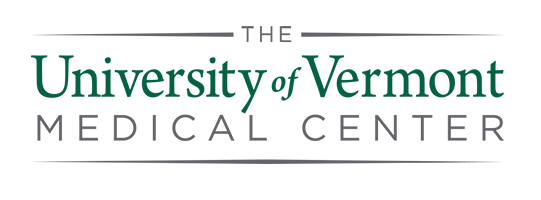 THE
University of Vermont
MEDICAL CENTER